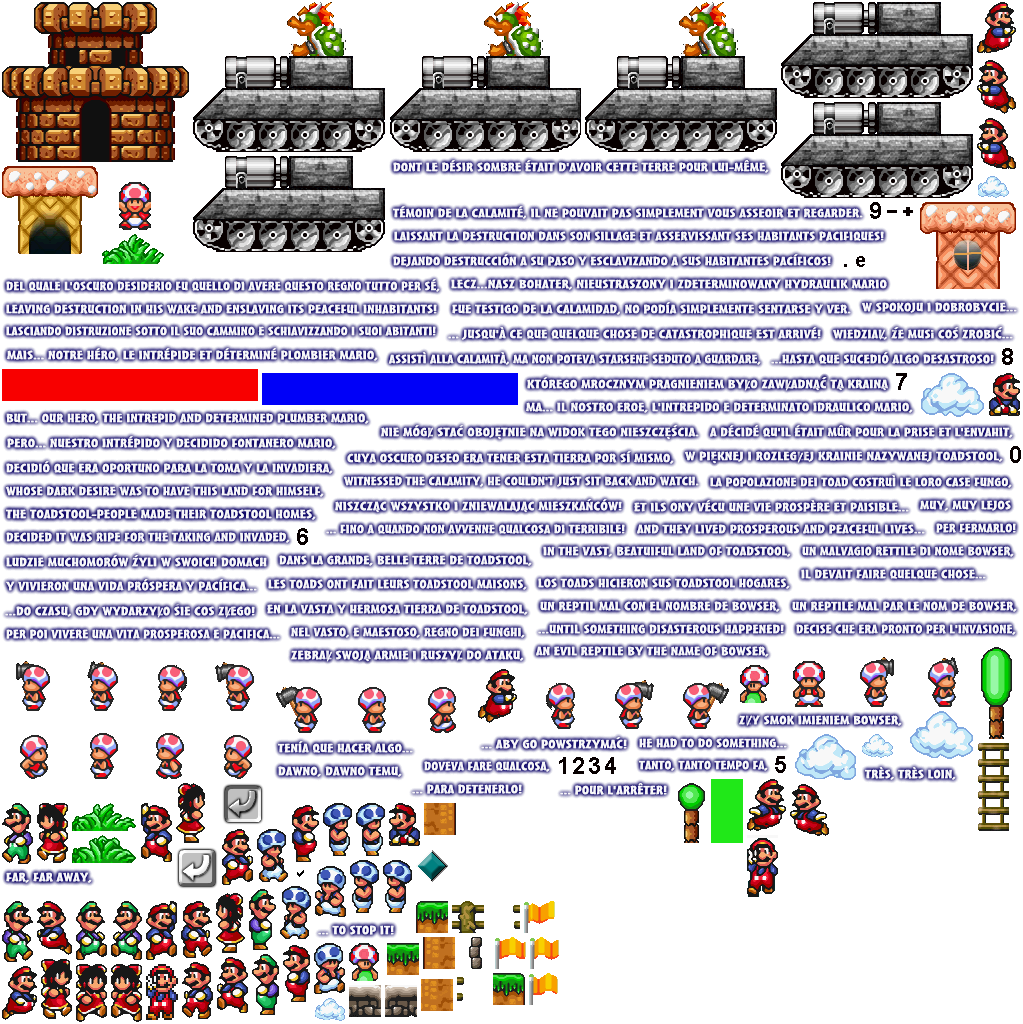 DONT LE DÉSIR SOMBRE ÉTAIT D'AVOIR CETTE TERRE POUR LUI-MÊME,
TÉMOIN DE LA CALAMITÉ, IL NE POUVAIT PAS SIMPLEMENT VOUS ASSEOIR ET REGARDER. 9 - +
LAISSANT LA DESTRUCTION DANS SON SILLAGE ET ASSERVISSANT SES HABITANTS PACIFIQUES!
DEJANDO DESTRUCCIÓN A SU PASO Y ESCLAVIZANDO A SUS HABITANTES PACÍFICOS! . e
DEL QUALE L'OSCURO DESIDERIO FU QUELLO DI AVERE QUESTO REGNO TUTTO PER SÉ, LECZ...NASZ BOHATER, NIEUSTRASZONY I ZDETERMINOWANY HYDRAULIK MARIO
LEAVING DESTRUCTION IN HIS WAKE AND ENSLAVING ITS PEACEFUL INHABITANTS! FUE TESTIGO DE LA CALAMIDAD, NO PODÍA SIMPLEMENTE SENTARSE Y VER. W SPOKOJU I DOBROBYCIE...
LASCIANDO DISTRUZIONE SOTTO IL SUO CAMMINO E SCHIAVIZZANDO I SUOI ABITANTI! ... JUSQU'À CE QUE QUELQUE CHOSE DE CATASTROPHIQUE EST ARRIVÉ! WIEDZIAŁ, ŹE MUSI COŚ ZROBIĆ...
MAIS... NOTRE HÉRO, LE INTRÉPIDE ET DÉTERMINÉ PLOMBIER MARIO, ASSISTÌ ALLA CALAMITÀ, MA NON POTEVA STARSENE SEDUTO A GUARDARE, ...HASTA QUE SUCEDIÓ ALGO DESASTROSO! 8
KTÓREGO MROCZNYM PRAGNIENIEM BYŁO ZAWŁADNĄĆ TĄ KRAINĄ 7
MA... IL NOSTRO EROE, L'INTREPIDO E DETERMINATO IDRAULICO MARIO,
BUT... OUR HERO, THE INTREPID AND DETERMINED PLUMBER MARIO,
NIE MÓGŁ STAĆ OBOJĘTNIE NA WIDOK TEGO NIESZCZĘŚCIA. A DÉCIDÉ QU'IL ÉTAIT MÛR POUR LA PRISE ET L'ENVAHIT,
PERO... NUESTRO INTRÉPIDO Y DECIDIDO FONTANERO MARIO,
CUYA OSCURO DESEO ERA TENER ESTA TIERRA POR SÍ MISMO, W PIĘKNEJ I ROZLEGŁEJ KRAINIE NAZYWANEJ TOADSTOOL, 0
DECIDIÓ QUE ERA OPORTUNO PARA LA TOMA Y LA INVADIERA,
WITNESSED THE CALAMITY, HE COULDN'T JUST SIT BACK AND WATCH. LA POPOLAZIONE DEI TOAD COSTRUÌ LE LORO CASE FUNGO,
WHOSE DARK DESIRE WAS TO HAVE THIS LAND FOR HIMSELF,
NISZCZĄC WSZYSTKO I ZNIEWALAJĄC MIESZKAŃCÓW! ET ILS ONY VÉCU UNE VIE PROSPÈRE ET PAISIBLE... MUY, MUY LEJOS
THE TOADSTOOL-PEOPLE MADE THEIR TOADSTOOL HOMES,
... FINO A QUANDO NON AVVENNE QUALCOSA DI TERRIBILE! AND THEY LIVED PROSPEROUS AND PEACEFUL LIVES... PER FERMARLO!
DECIDED IT WAS RIPE FOR THE TAKING AND INVADED, 6
IN THE VAST, BEATUIFUL LAND OF TOADSTOOL, UN MALVAGIO RETTILE DI NOME BOWSER,
LUDZIE MUCHOMORÓW ŹYLI W SWOICH DOMACH DANS LA GRANDE, BELLE TERRE DE TOADSTOOL,
IL DEVAIT FAIRE QUELQUE CHOSE...
Y VIVIERON UNA VIDA PRÓSPERA Y PACÍFICA... LES TOADS ONT FAIT LEURS TOADSTOOL MAISONS, LOS TOADS HICIERON SUS TOADSTOOL HOGARES,
...DO CZASU, GDY WYDARZYŁO SIE COS ZŁEGO! EN LA VASTA Y HERMOSA TIERRA DE TOADSTOOL, UN REPTIL MAL CON EL NOMBRE DE BOWSER, UN REPTILE MAL PAR LE NOM DE BOWSER,
PER POI VIVERE UNA VITA PROSPEROSA E PACIFICA... NEL VASTO, E MAESTOSO, REGNO DEI FUNGHI, ...UNTIL SOMETHING DISASTEROUS HAPPENED! DECISE CHE ERA PRONTO PER L'INVASIONE,
ZEBRAŁ SWOJĄ ARMIE I RUSZYŁ DO ATAKU, AN EVIL REPTILE BY THE NAME OF BOWSER,
ZŁY SMOK IMIENIEM BOWSER,
TENÍA QUE HACER ALGO... ... ABY GO POWSTRZYMAĆ! HE HAD TO DO SOMETHING...
DAWNO, DAWNO TEMU, DOVEVA FARE QUALCOSA, 1 2 3 4 TANTO, TANTO TEMPO FA, 5 TRÈS, TRÈS LOIN,
... PARA DETENERLO! ... POUR L'ARRÊTER!
FAR, FAR AWAY,
... TO STOP IT!